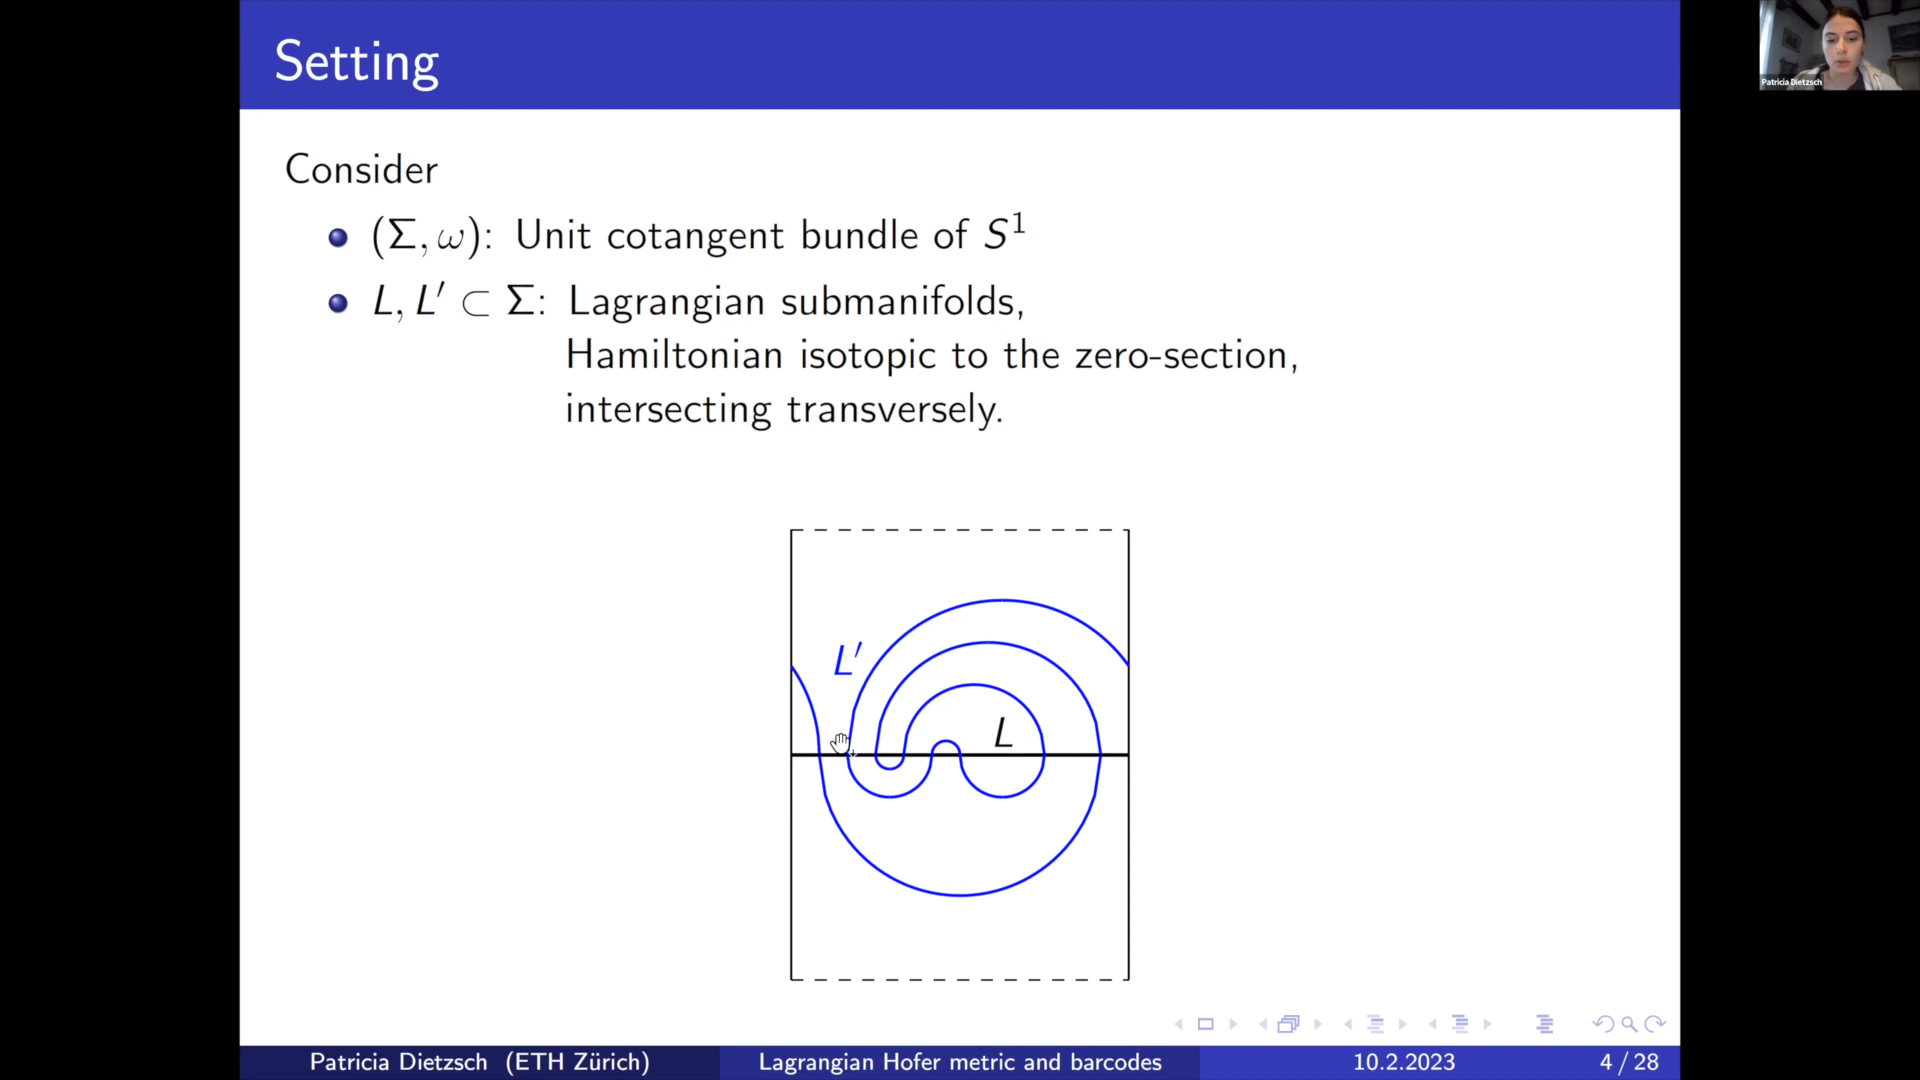 Setting
Patricia Dietzsch
Consider
(Σ, ω): Unit cotangent bundle of S¹
L, L′ ⊂ Σ: Lagrangian submanifolds,
Hamiltonian isotopic to the zero-section,
intersecting transversely.
L′
L
Patricia Dietzsch (ETH Zürich) Lagrangian Hofer metric and barcodes 10.2.2023 4 / 28